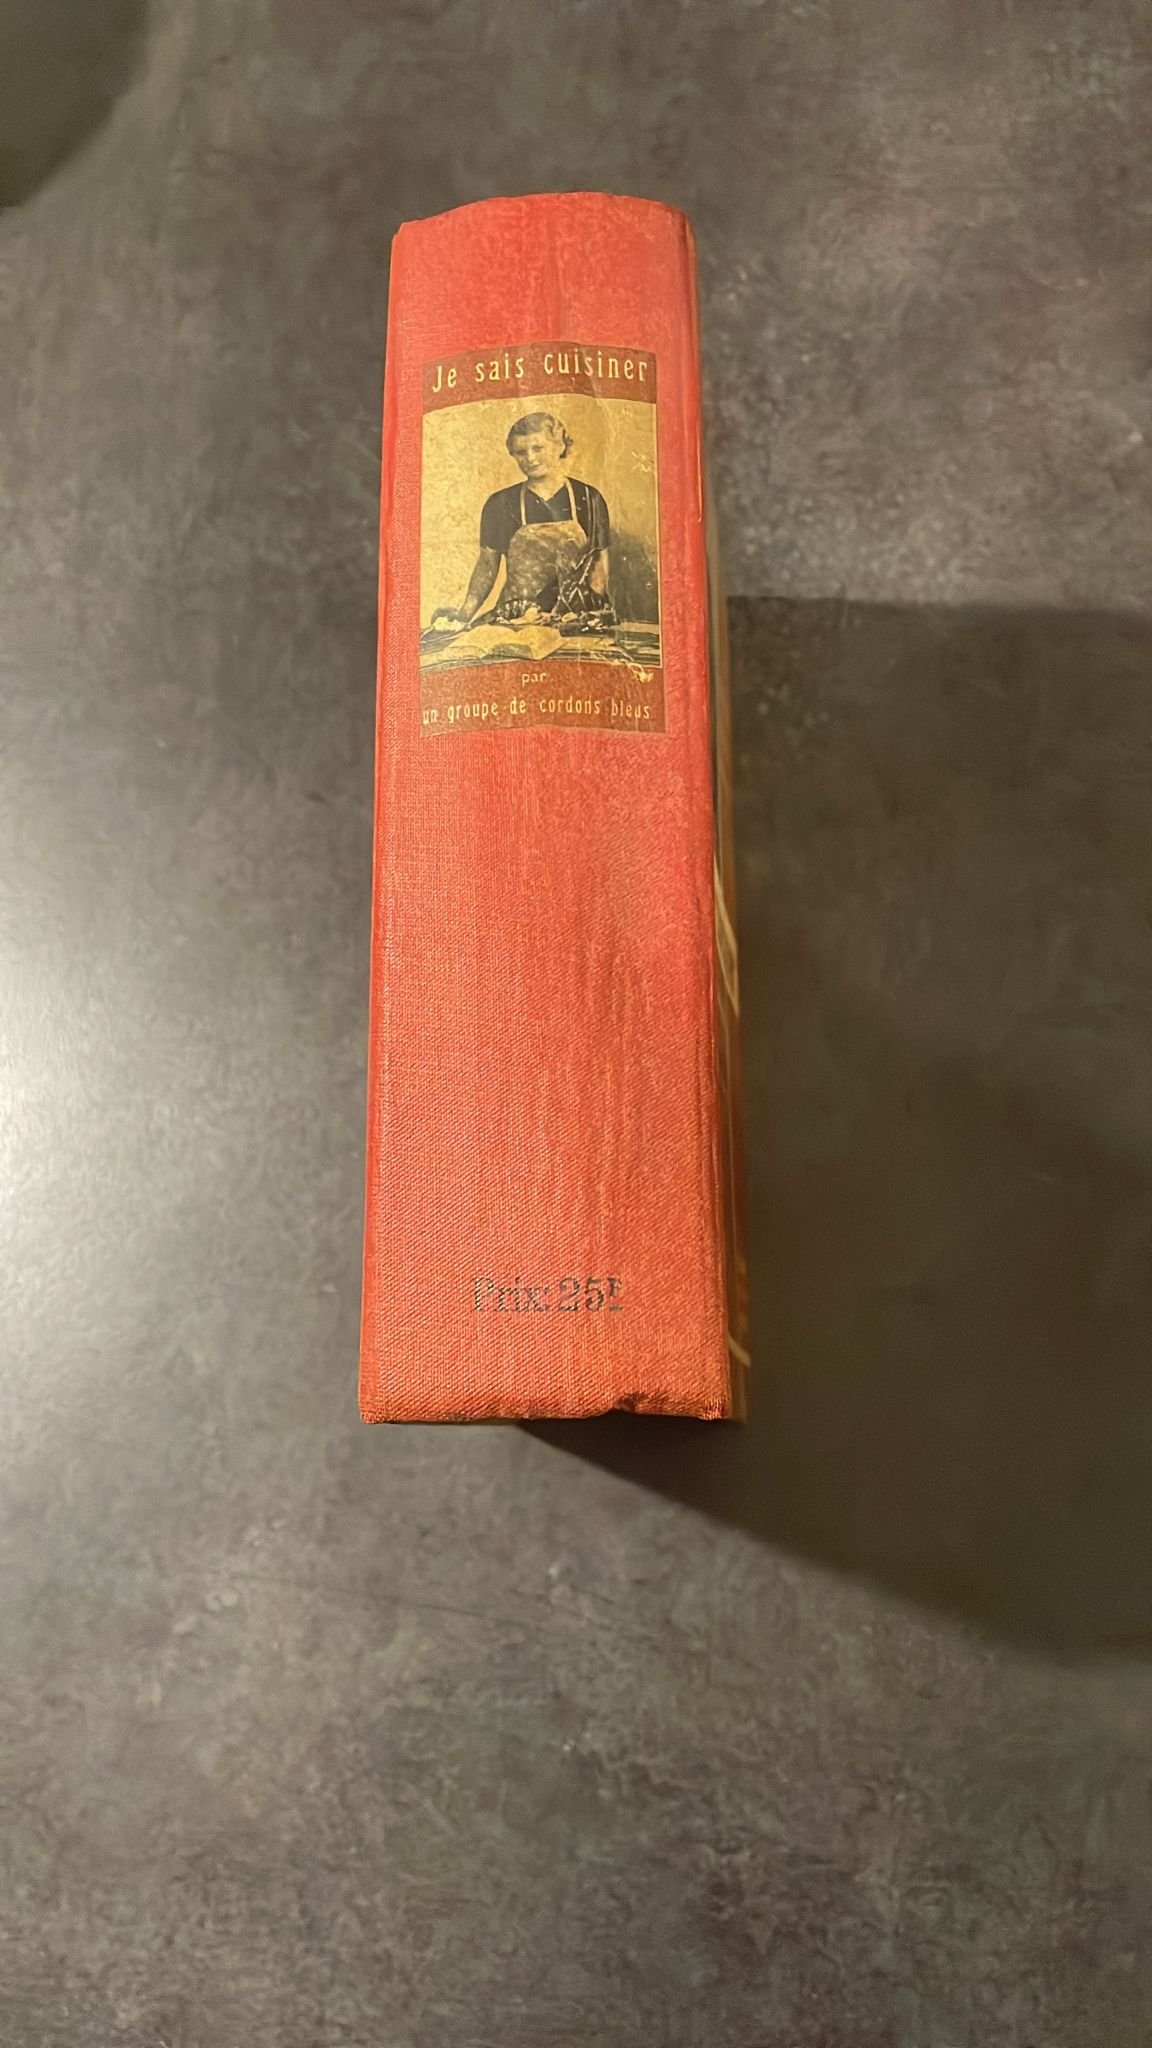 Je sais cuisiner
par
un groupe de cordons bleus
Prix: 25F